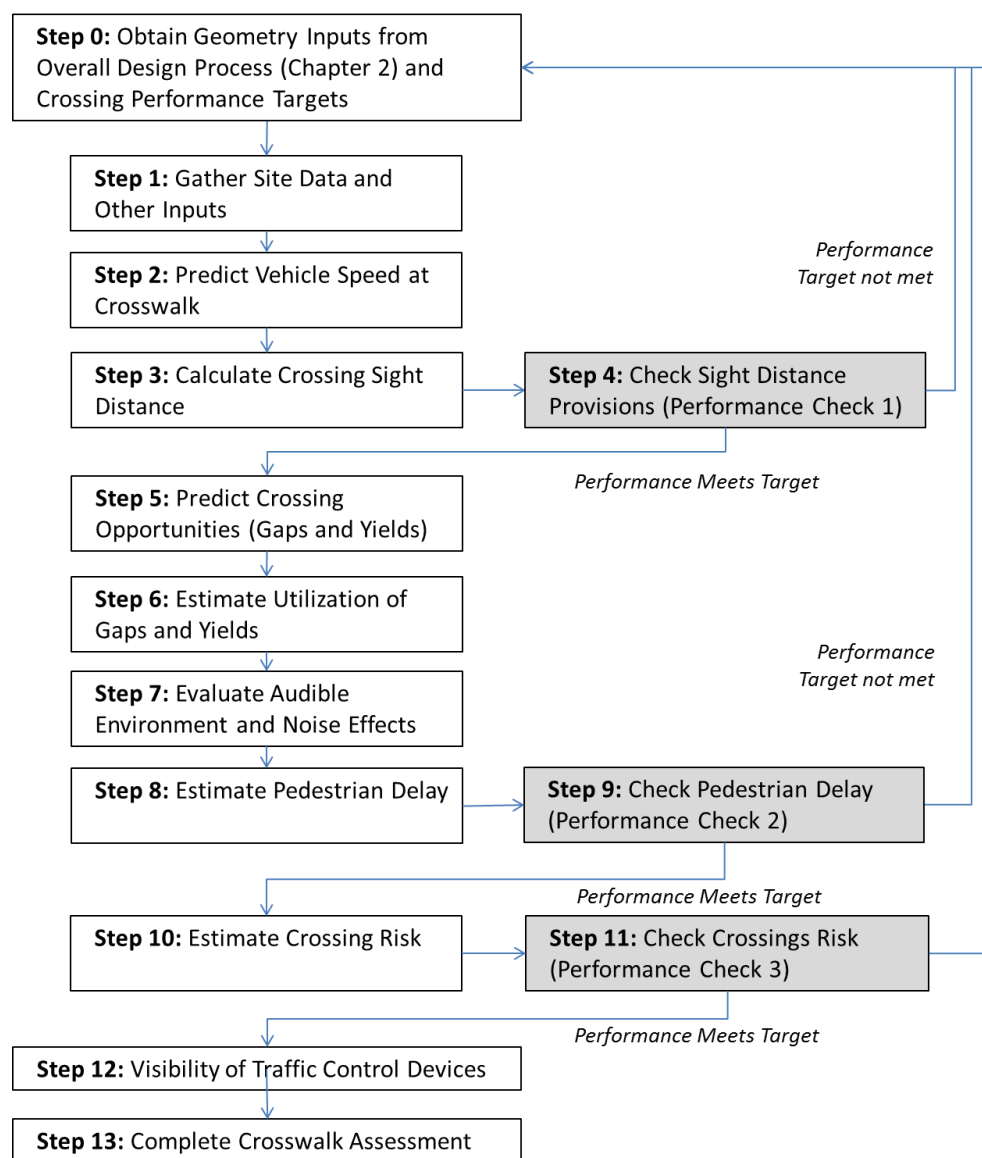 Step 0: Obtain Geometry Inputs from
Overall Design Process (Chapter 2) and
Crossing Performance Targets
Step 1: Gather Site Data and
Other Inputs
Performance
Target not met
Step 2: Predict Vehicle Speed at
Crosswalk
Step 3: Calculate Crossing Sight
Distance
Step 4: Check Sight Distance
Provisions (Performance Check 1)
Performance Meets Target
Step 5: Predict Crossing
Opportunities (Gaps and Yields)
Step 6: Estimate Utilization of
Gaps and Yields
Performance
Target not met
Step 7: Evaluate Audible
Environment and Noise Effects
Step 8: Estimate Pedestrian Delay
Step 9: Check Pedestrian Delay
(Performance Check 2)
Performance Meets Target
Step 10: Estimate Crossing Risk
Step 11: Check Crossings Risk
(Performance Check 3)
Performance Meets Target
Step 12: Visibility of Traffic Control Devices
Step 13: Complete Crosswalk Assessment